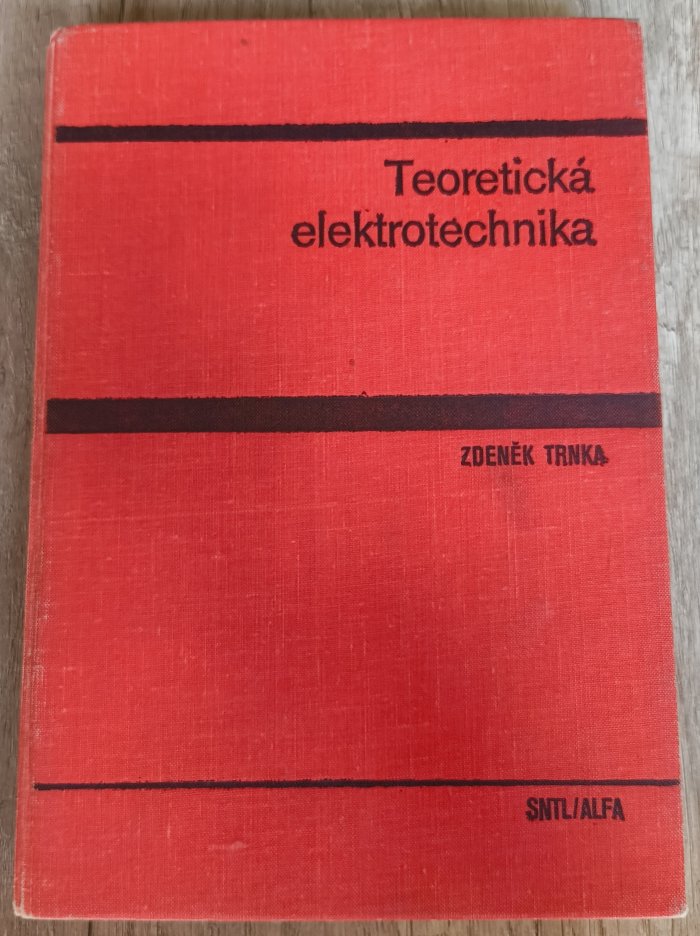 Teoretická
elektrotechnika
ZDENĚK TRNKA
SNTL/ALFA